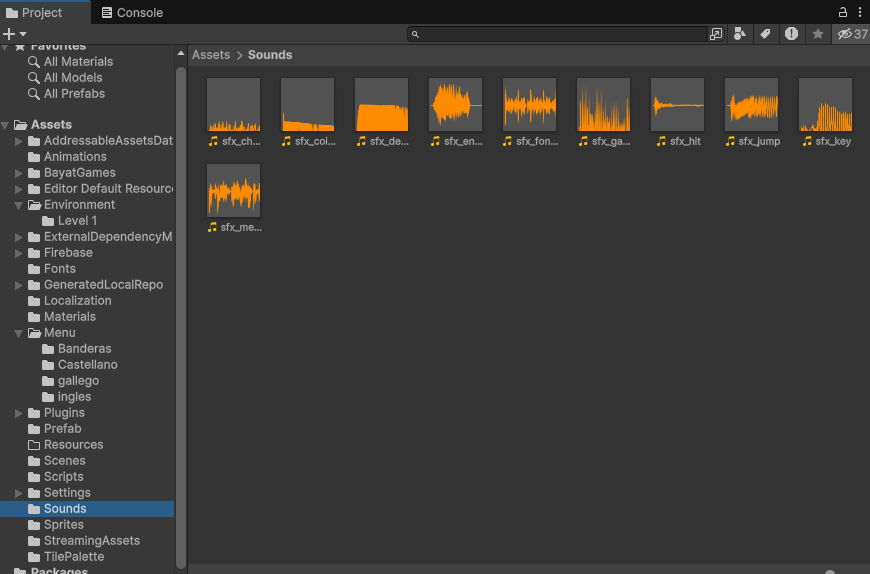 Project
Console
37
Favorites
All Materials
All Models
All Prefabs
Assets
AddressableAssetsDat
Animations
BayatGames
Editor Default Resourc
Environment
Level 1
ExternalDependencyM
Firebase
Fonts
GeneratedLocalRepo
Localization
Materials
Menu
Banderas
Castellano
gallego
ingles
Plugins
Prefab
Resources
Scenes
Scripts
Settings
Sounds
Sprites
StreamingAssets
TilePalette
Packages
Assets > Sounds
sfx_ch... sfx_coi... sfx_de... sfx_en... sfx_fon... sfx_ga... sfx_hit sfx_jump sfx_key
sfx_me...